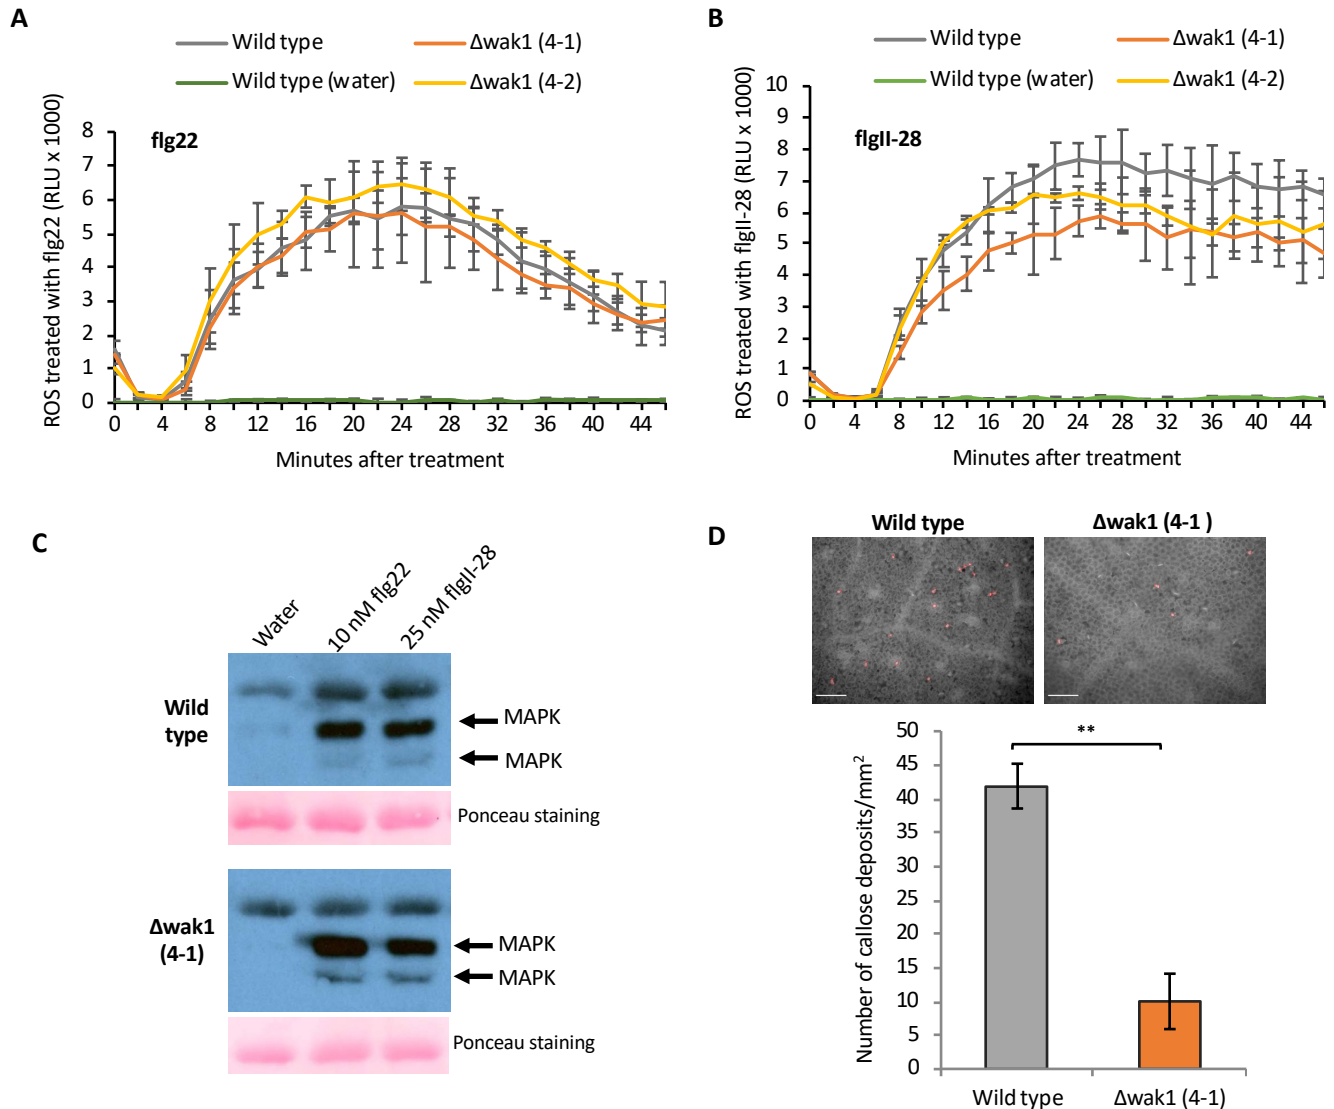 A
Wild type
Δwak1 (4-1)
Wild type (water)
Δwak1 (4-2)
ROS treated with flg22 (RLU x 1000)
8
7
6
5
4
3
2
1
0
flg22
0 4 8 12 16 20 24 28 32 36 40 44
Minutes after treatment
B
Wild type
Δwak1 (4-1)
Wild type (water)
Δwak1 (4-2)
ROS treated with flgII-28 (RLU x 1000)
10
9
8
7
6
5
4
3
2
1
0
flgII-28
0 4 8 12 16 20 24 28 32 36 40 44
Minutes after treatment
C
Water
10 nM flg22
25 nM flgII-28
Wild
type
MAPK
MAPK
Ponceau staining
Δwak1
(4-1)
MAPK
MAPK
Ponceau staining
D
Wild type
Δwak1 (4-1 )
Number of callose deposits/mm²
50
45
40
35
30
25
20
15
10
5
0
**
Wild type
Δwak1 (4-1)